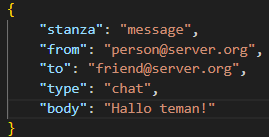 {
"stanza": "message",
"from": "person@server.org",
"to": "friend@server.org",
"type": "chat",
"body": "Hallo teman!"
}